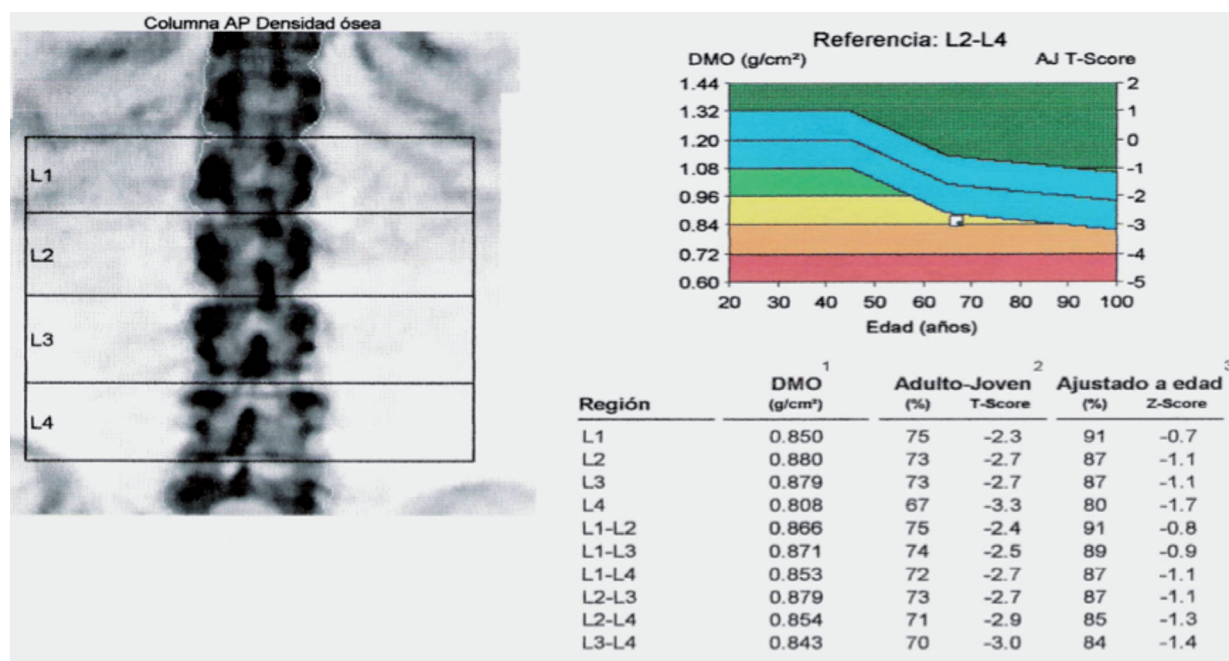 Columna AP Densidad ósea
L1
L2
L3
L4
Referencia: L2-L4
DMO (g/cm²) AJ T-Score
1.44 2
1.32 1
1.20 0
1.08 -1
0.96 -2
0.84 -3
0.72 -4
0.60 -5
20 30 40 50 60 70 80 90 100
Edad (años)
1 2 3
DMO Adulto-Joven Ajustado a edad
Región (g/cm²) (%) T-Score (%) Z-Score
L1 0.850 75 -2.3 91 -0.7
L2 0.880 73 -2.7 87 -1.1
L3 0.879 73 -2.7 87 -1.1
L4 0.808 67 -3.3 80 -1.7
L1-L2 0.866 75 -2.4 91 -0.8
L1-L3 0.871 74 -2.5 89 -0.9
L1-L4 0.853 72 -2.7 87 -1.1
L2-L3 0.879 73 -2.7 87 -1.1
L2-L4 0.854 71 -2.9 85 -1.3
L3-L4 0.843 70 -3.0 84 -1.4